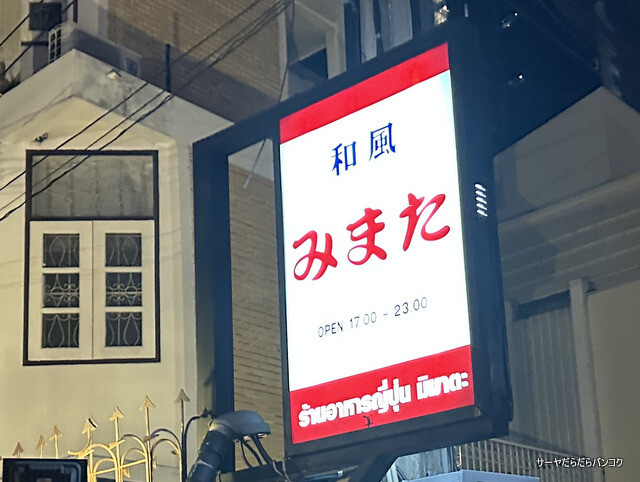 和風
みまた
OPEN 17:00 - 23:00
ร้านอาหารญี่ปุ่น มิมาตะ
サーヤだらだらバンコク